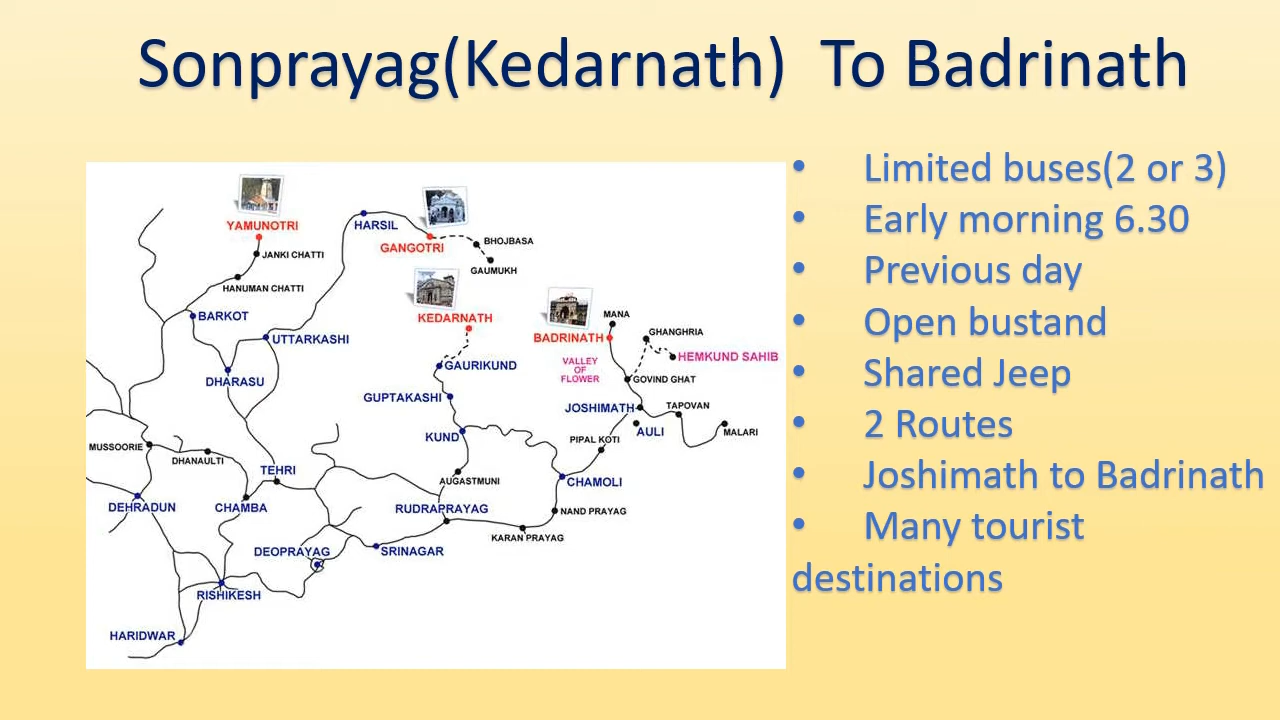 Sonprayag(Kedarnath) To Badrinath
• Limited buses(2 or 3)
• Early morning 6.30
• Previous day
• Open bustand
• Shared Jeep
• 2 Routes
• Joshimath to Badrinath
• Many tourist
destinations
YAMUNOTRI
JANKI CHATTI
HANUMAN CHATTI
BARKOT
HARSIL
GANGOTRI
BHOJBASA
GAUMUKH
UTTARKASHI
DHARASU
KEDARNATH
GAURIKUND
GUPTAKASHI
KUND
AUGASTMUNI
BADRINATH
MANA
GHANGHRIA
HEMKUND SAHIB
VALLEY
OF
FLOWER
GOVIND GHAT
JOSHIMATH
TAPOVAN
AULI
MALARI
PIPAL KOTI
CHAMOLI
NAND PRAYAG
KARAN PRAYAG
RUDRAPRAYAG
SRINAGAR
MUSSOORIE
DHANAULTI
TEHRI
DEHRADUN
CHAMBA
DEOPRAYAG
RISHIKESH
HARIDWAR